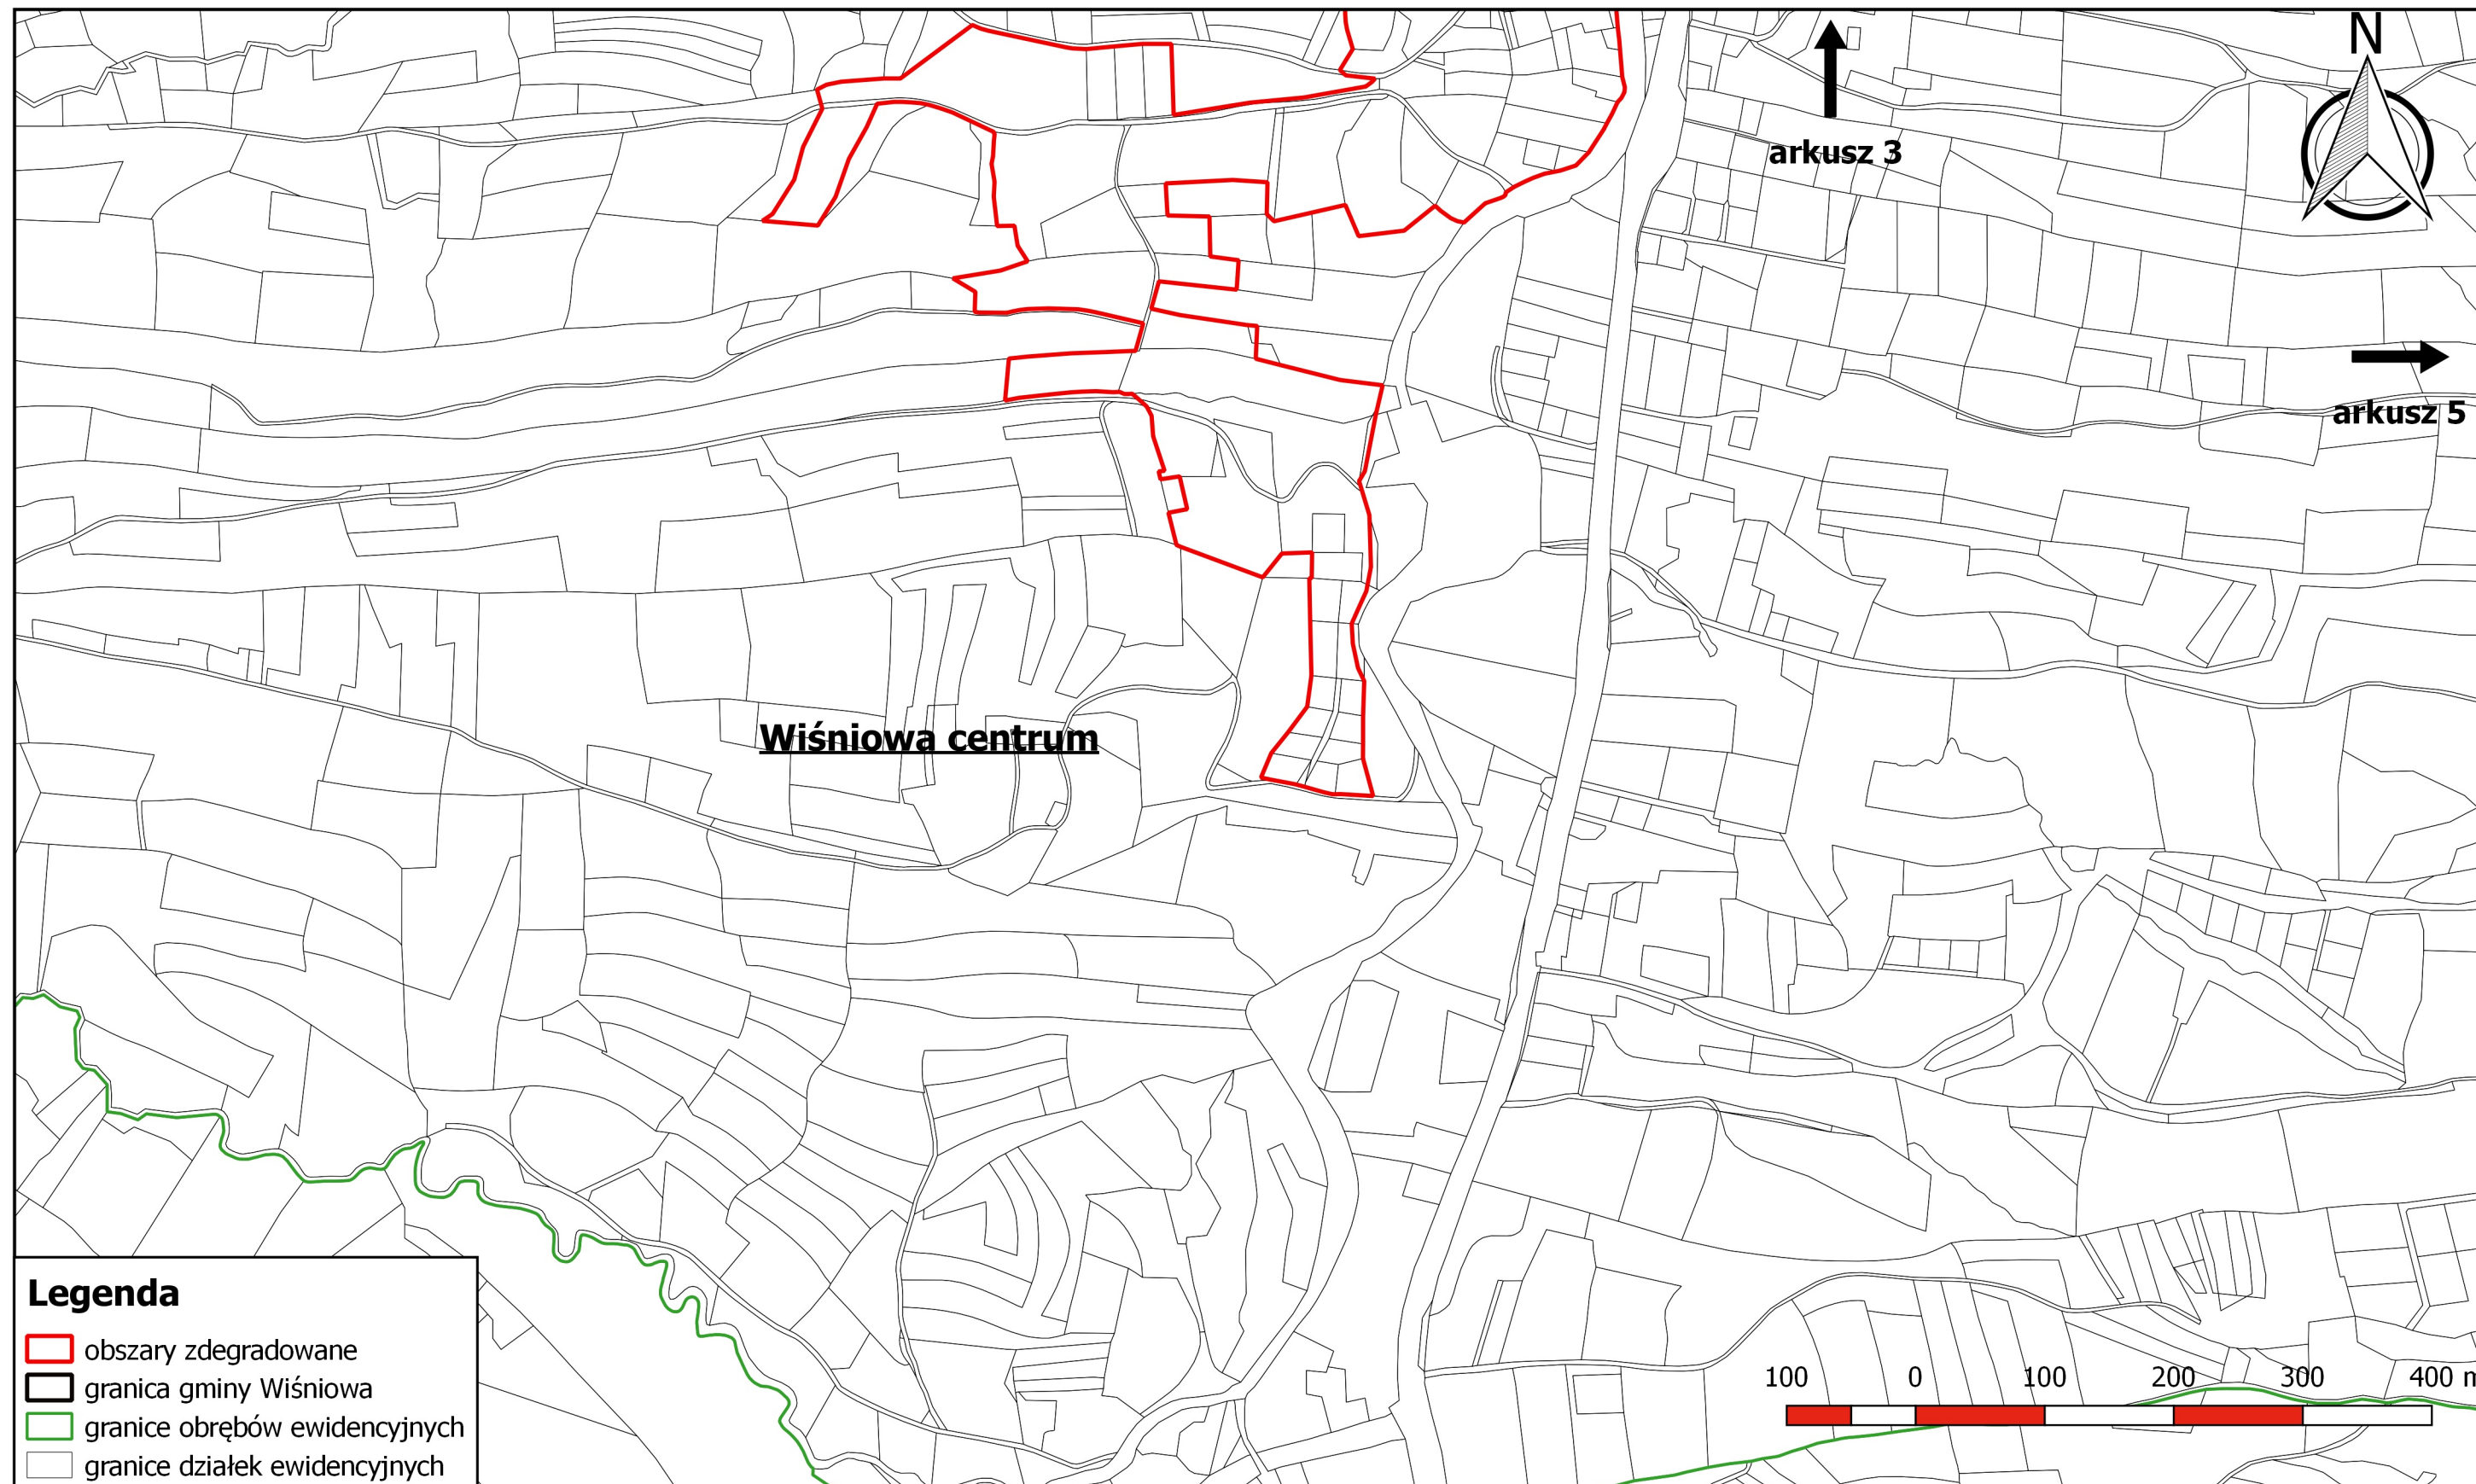 N
arkusz 3
arkusz 5
Wiśniowa centrum
Legenda
obszary zdegradowane
granica gminy Wiśniowa
granice obrębów ewidencyjnych
granice działek ewidencyjnych
100 0 100 200 300 400 m